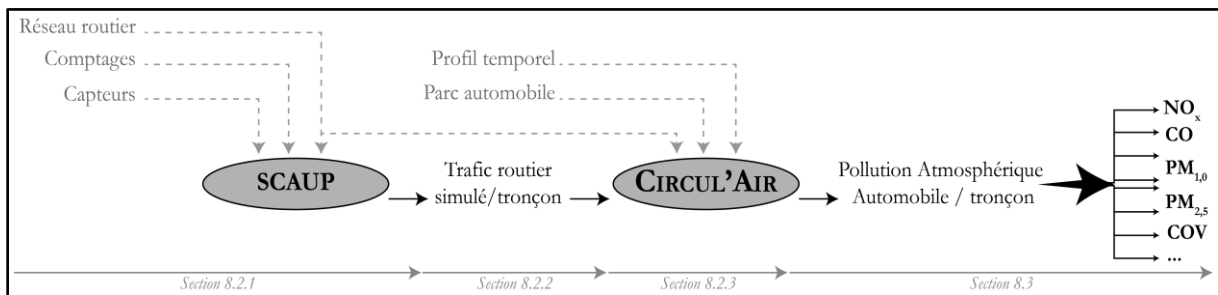 Réseau routier
Comptages
Capteurs
Profil temporel
Parc automobile
SCAUP
Trafic routier
simulé/tronçon
CIRCUL'AIR
Pollution Atmosphérique
Automobile / tronçon
NOx
CO
PM1,0
PM2,5
COV
...
Section 8.2.1
Section 8.2.2
Section 8.2.3
Section 8.3